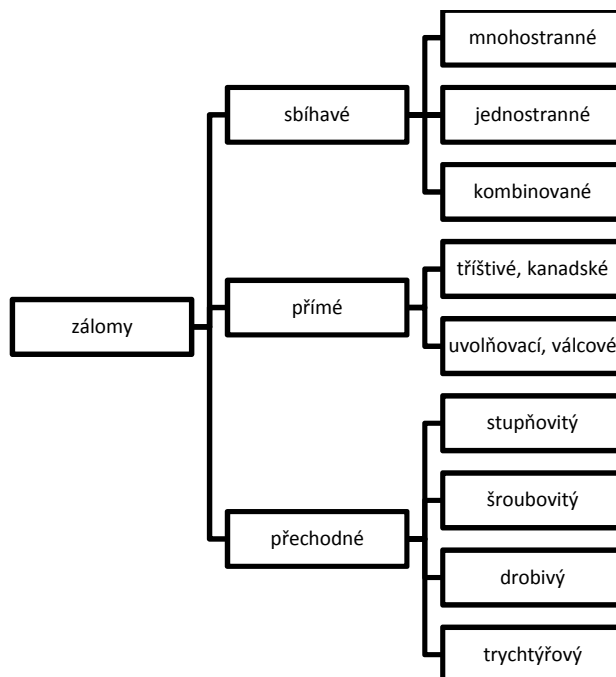 zálomy
sbíhavé
mnohostranné
jednostranné
kombinované
přímé
tříštivé, kanadské
uvolňovací, válcové
přechodné
stupňovitý
šroubovitý
drobivý
trychtýřový